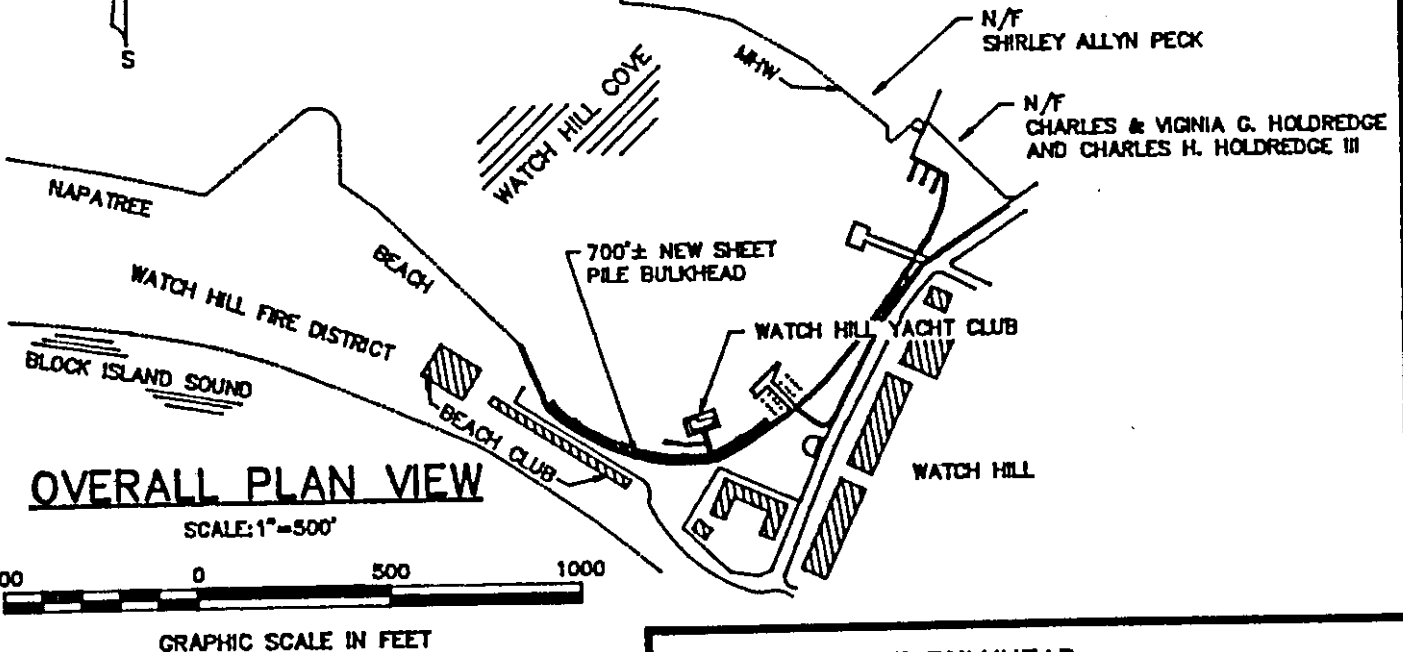 S
N/F
SHIRLEY ALLYN PECK
MHW
WATCH HILL COVE
N/F
CHARLES & VIGINIA G. HOLDREDGE
AND CHARLES H. HOLDREDGE III
NAPATREE
BEACH
700'± NEW SHEET
PILE BULKHEAD
WATCH HILL FIRE DISTRICT
WATCH HILL YACHT CLUB
BLOCK ISLAND SOUND
BEACH CLUB
WATCH HILL
OVERALL PLAN VIEW
SCALE: 1"=500'
0 500 1000
GRAPHIC SCALE IN FEET